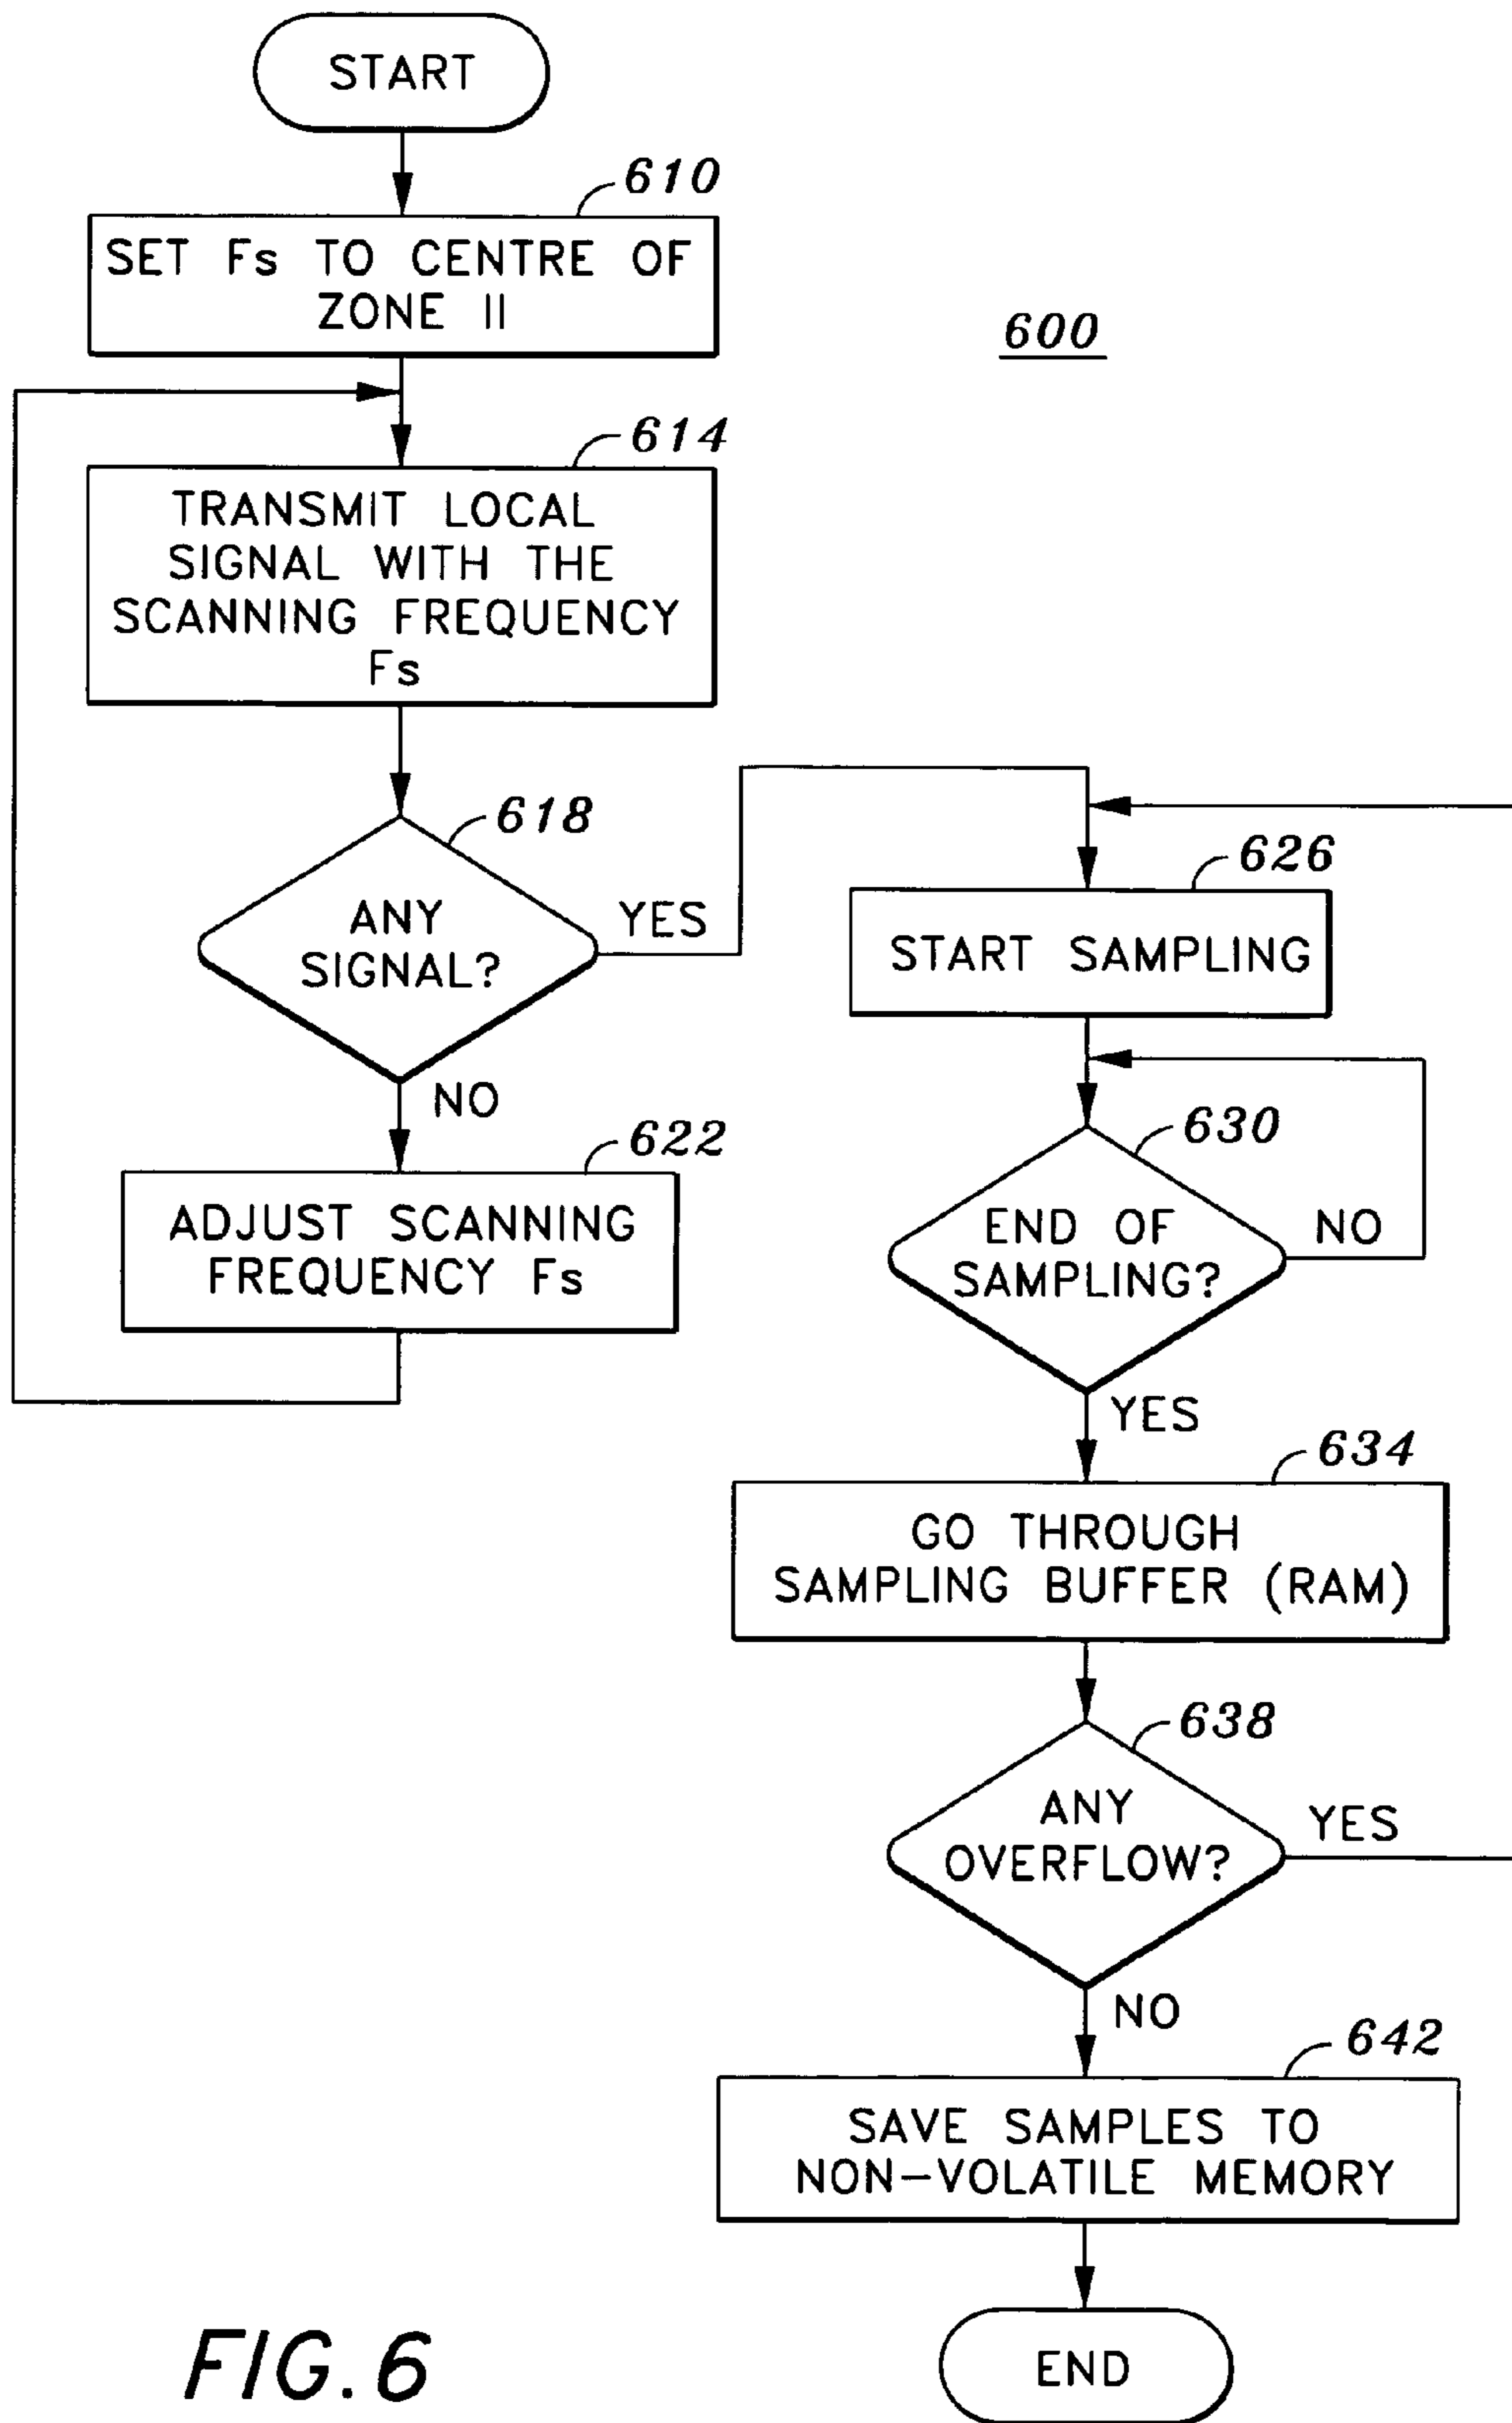 START
610
SET Fs TO CENTRE OF
ZONE II
600
614
TRANSMIT LOCAL
SIGNAL WITH THE
SCANNING FREQUENCY
Fs
618
ANY
SIGNAL?
YES
NO
622
ADJUST SCANNING
FREQUENCY Fs
626
START SAMPLING
630
END OF
SAMPLING?
NO
YES
634
GO THROUGH
SAMPLING BUFFER (RAM)
638
ANY
OVERFLOW?
YES
NO
642
SAVE SAMPLES TO
NON-VOLATILE MEMORY
END
FIG. 6